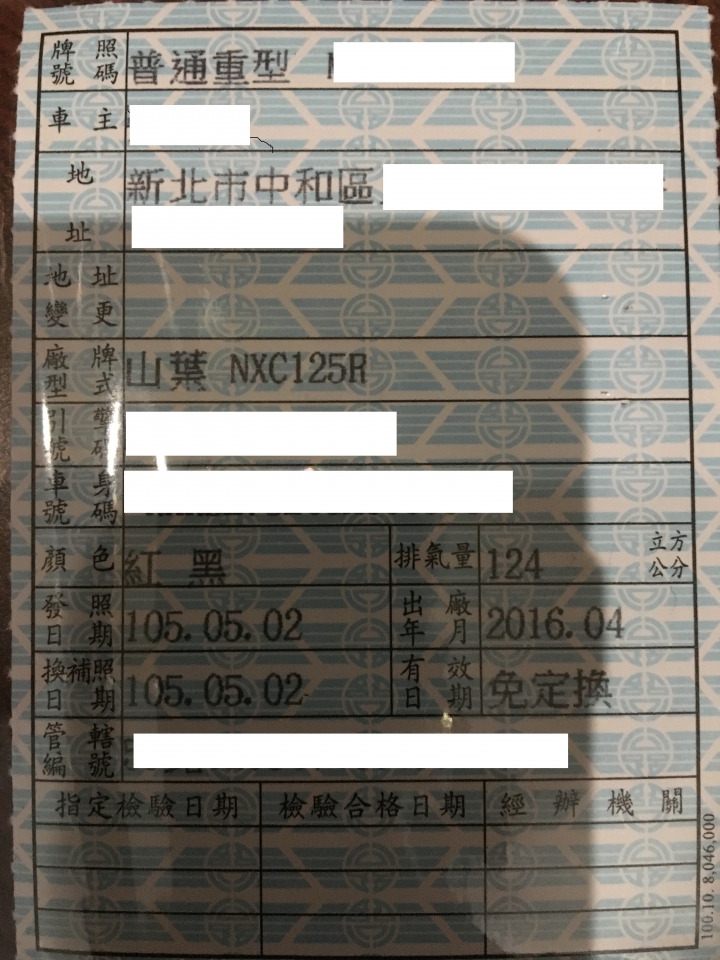 牌照號碼 普通重型
車主
地址 新北市中和區
地址變更
廠牌型式 山葉 NXC125R
引擎號碼
車身號碼
顏色 紅 黑 排氣量 124 立方公分
發照日期 105.05.02 出廠年月 2016.04
換補照日期 105.05.02 有效日期 免定換
管轄編號
指定檢驗日期 檢驗合格日期 經辦機關
100.10. 8,046,000